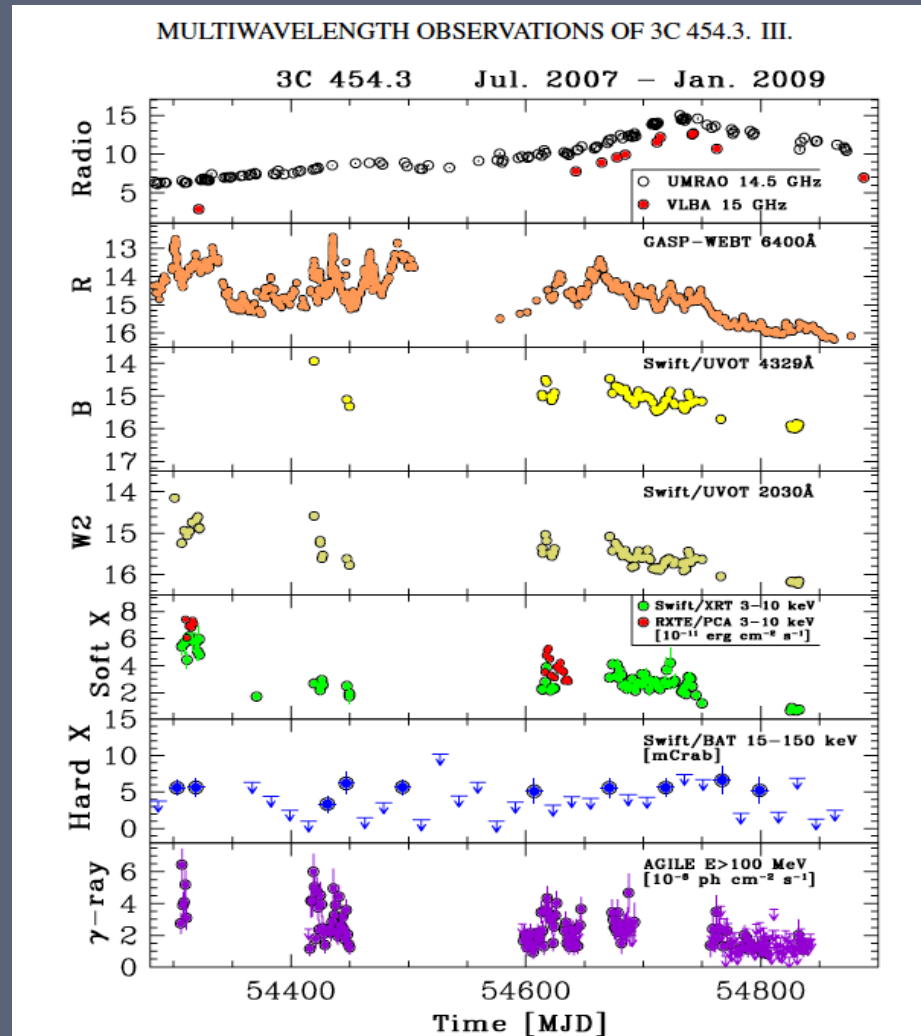 MULTIWAVELENGTH OBSERVATIONS OF 3C 454.3. III.
3C 454.3 Jul. 2007 – Jan. 2009
Radio
15
10
5
UMRAO 14.5 GHz
VLBA 15 GHz
R
13
14
15
16
GASP-WEBT 6400Å
B
14
15
16
17
Swift/UVOT 4329Å
W2
14
15
16
Swift/UVOT 2030Å
Soft X
8
6
4
2
Swift/XRT 3-10 keV
RXTE/PCA 3-10 keV
[10⁻¹¹ erg cm⁻² s⁻¹]
Hard X
15
10
5
0
Swift/BAT 15-150 keV
[mCrab]
γ-ray
6
4
2
0
AGILE E>100 MeV
[10⁻⁶ ph cm⁻² s⁻¹]
54400 54600 54800
Time [MJD]